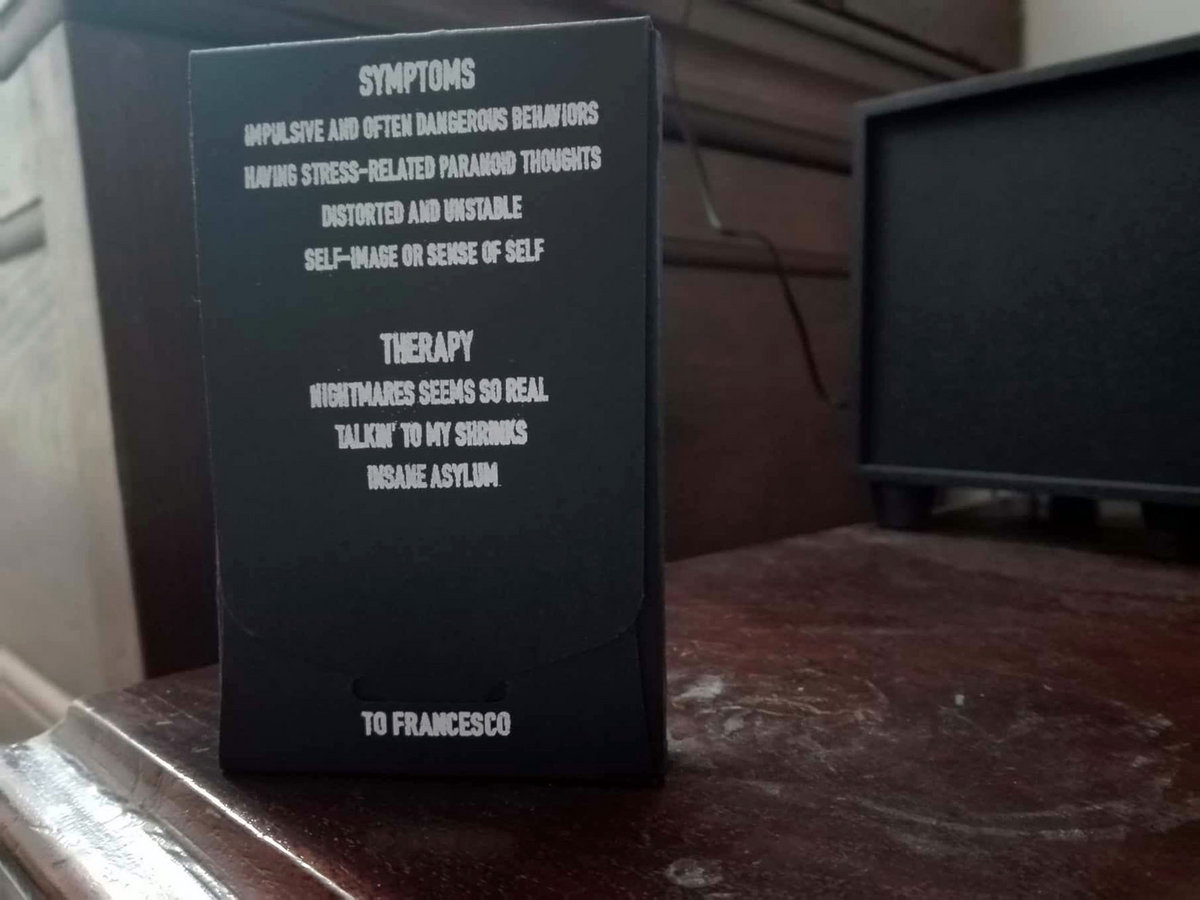 SYMPTOMS
IMPULSIVE AND OFTEN DANGEROUS BEHAVIORS
HAVING STRESS-RELATED PARANOID THOUGHTS
DISTORTED AND UNSTABLE
SELF-IMAGE OR SENSE OF SELF
THERAPY
NIGHTMARES SEEMS SO REAL
TALKIN' TO MY SHRINKS
INSANE ASYLUM
TO FRANCESCO